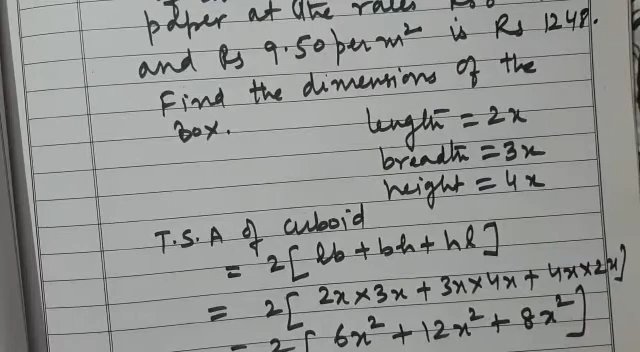 paper at the rates Rs
and Rs 9.50 per m² is Rs 1248.
Find the dimensions of the
Box.
length = 2x
breadth = 3x
height = 4x
T.S.A of cuboid
= 2[lb + bh + hl]
= 2[2x×3x + 3x×4x + 4x×2x]
= 2[6x² + 12x² + 8x²]